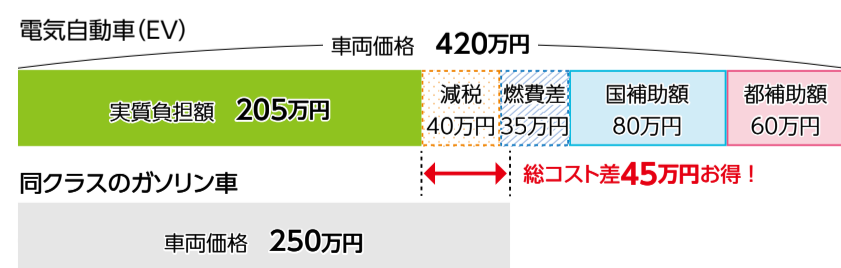 電気自動車（EV）
車両価格 420万円
実質負担額 205万円
減税
40万円
燃費差
35万円
国補助額
80万円
都補助額
60万円
総コスト差45万円お得！
同クラスのガソリン車
車両価格 250万円